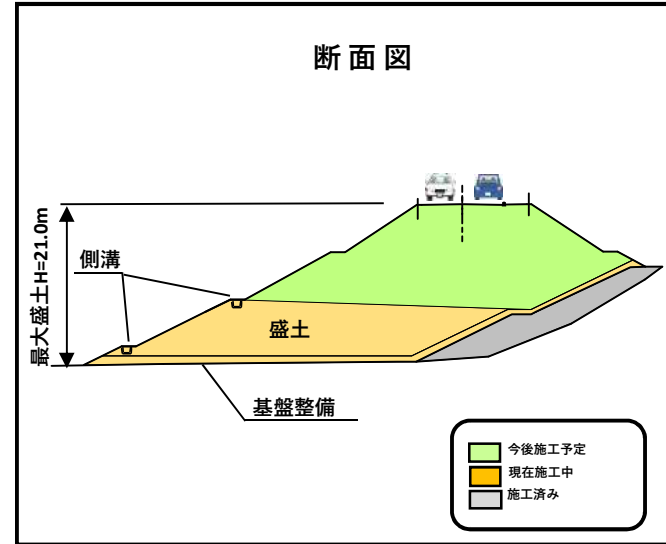 断面図
最大盛土H=21.0m
側溝
盛土
基盤整備
今後施工予定
現在施工中
施工済み